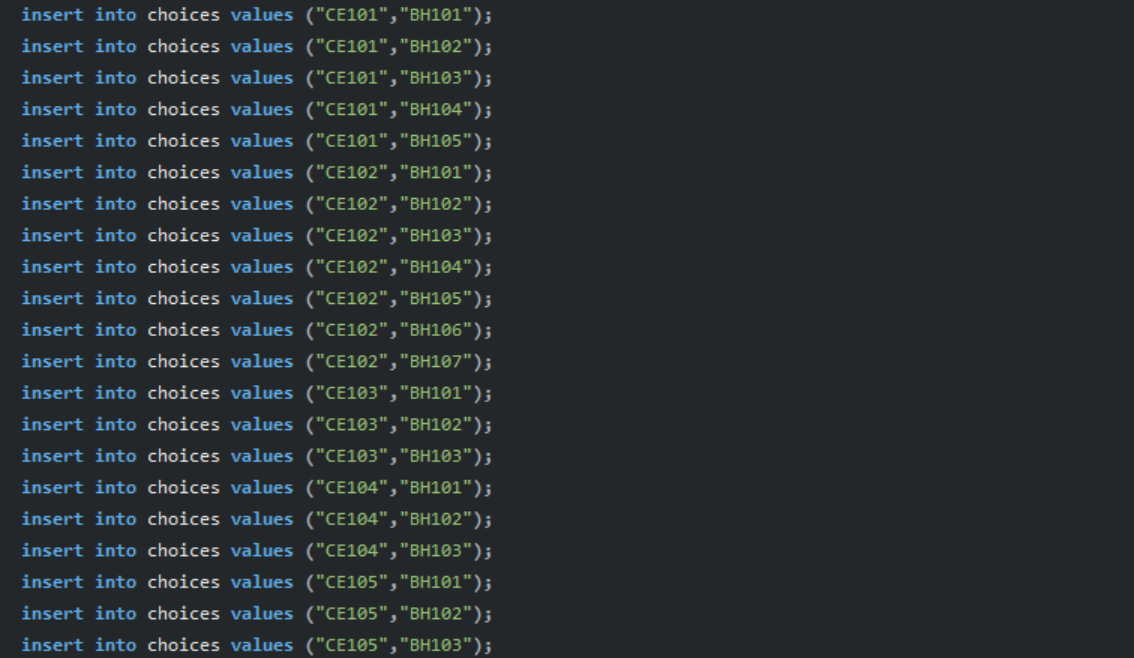 insert into choices values ("CE101","BH101");
insert into choices values ("CE101","BH102");
insert into choices values ("CE101","BH103");
insert into choices values ("CE101","BH104");
insert into choices values ("CE101","BH105");
insert into choices values ("CE102","BH101");
insert into choices values ("CE102","BH102");
insert into choices values ("CE102","BH103");
insert into choices values ("CE102","BH104");
insert into choices values ("CE102","BH105");
insert into choices values ("CE102","BH106");
insert into choices values ("CE102","BH107");
insert into choices values ("CE103","BH101");
insert into choices values ("CE103","BH102");
insert into choices values ("CE103","BH103");
insert into choices values ("CE104","BH101");
insert into choices values ("CE104","BH102");
insert into choices values ("CE104","BH103");
insert into choices values ("CE105","BH101");
insert into choices values ("CE105","BH102");
insert into choices values ("CE105","BH103");